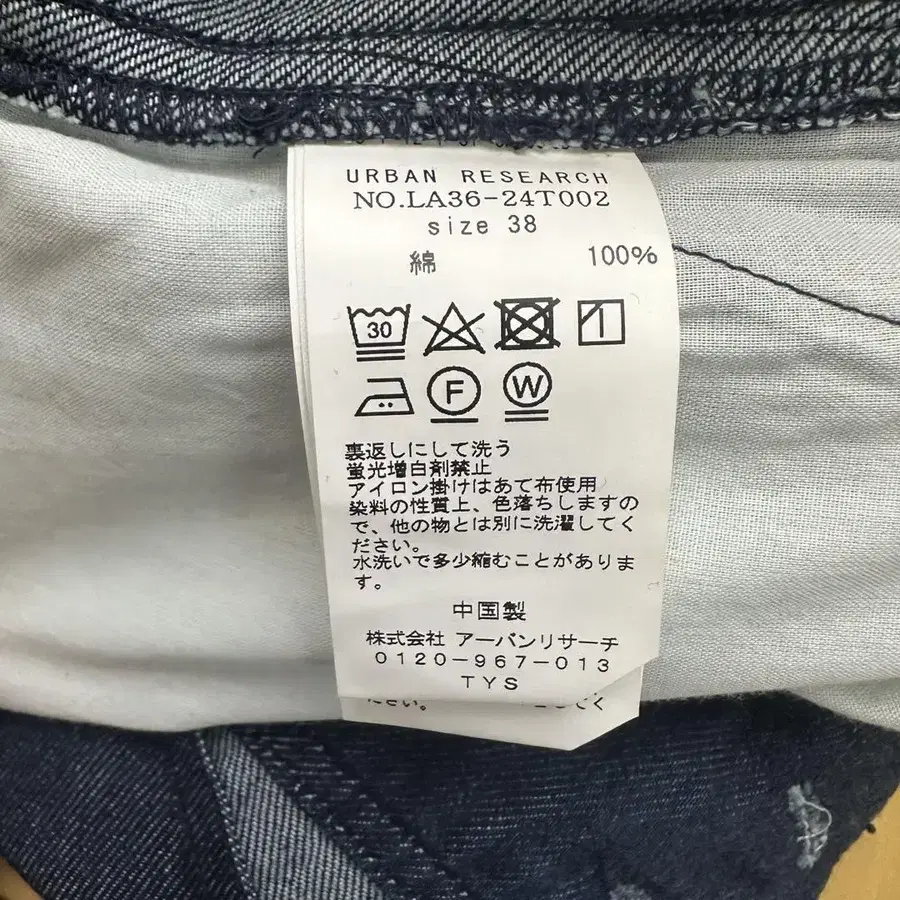 URBAN RESEARCH
NO.LA36-24T002
size 38
綿 100%
30
F W
裏返しにして洗う
蛍光増白剤禁止
アイロン掛けはあて布使用
染料の性質上、色落ちしますの
で、他の物とは別に洗濯してく
ださい。
水洗いで多少縮むことがありま
す。
中国製
株式会社 アーバンリサーチ
0120-967-013
TYS
ださい。